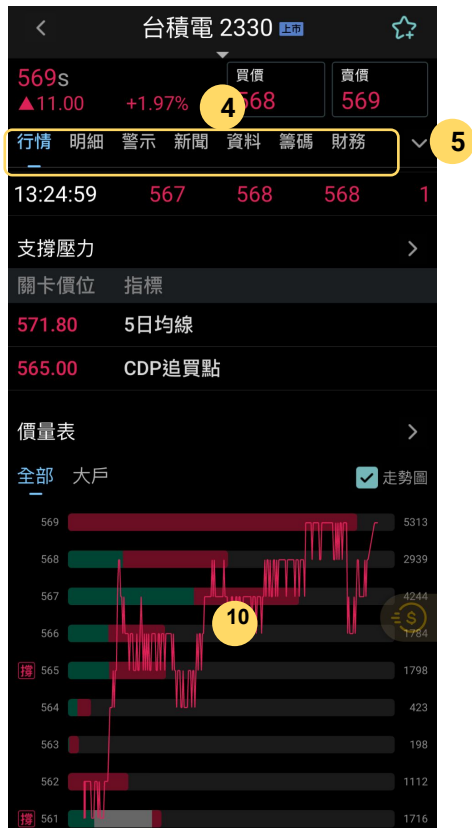 台積電 2330 上市
買價 賣價
569s 568 569
▲11.00 +1.97% 4
行情 明細 警示 新聞 資料 籌碼 財務 5
13:24:59 567 568 568 1
支撐壓力
關卡價位 指標
571.80 5日均線
565.00 CDP追買點
價量表
全部 大戶 走勢圖
569 5313
568 2939
567 4244
10
566 1784
撐 565 1798
564 423
563 198
562 1112
撐 561 1716